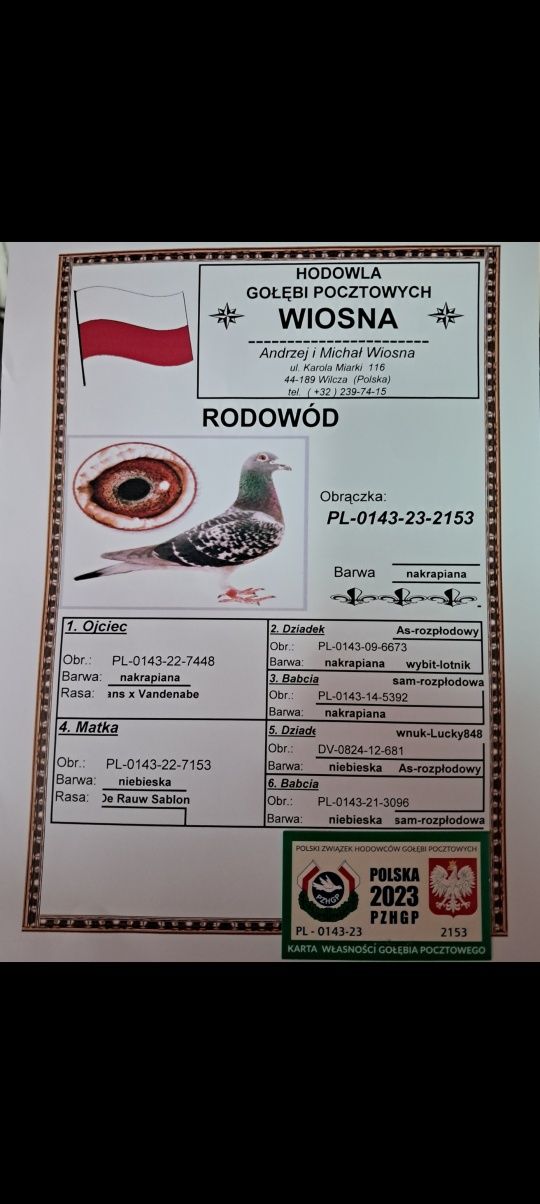 HODOWLA
GOŁĘBI POCZTOWYCH
WIOSNA
Andrzej i Michał Wiosna
ul. Karola Miarki 116
44-189 Wilcza (Polska)
tel. ( +32 ) 239-74-15
RODOWÓD
Obrączka:
PL-0143-23-2153
Barwa nakrapiana
1. Ojciec
Obr.: PL-0143-22-7448
Barwa: nakrapiana
Rasa: ans x Vandenabe
2. Dziadek As-rozpłodowy
Obr.: PL-0143-09-6673
Barwa: nakrapiana wybit-lotnik
3. Babcia sam-rozpłodowa
Obr.: PL-0143-14-5392
Barwa: nakrapiana
4. Matka
Obr.: PL-0143-22-7153
Barwa: niebieska
Rasa: De Rauw Sablon
5. Dziade wnuk-Lucky848
Obr.: DV-0824-12-681
Barwa: niebieska As-rozpłodowy
6. Babcia
Obr.: PL-0143-21-3096
Barwa: niebieska sam-rozpłodowa
POLSKI ZWIĄZEK HODOWCÓW GOŁĘBI POCZTOWYCH
PZHGP
POLSKA
2023
PZHGP
PL - 0143-23 2153
KARTA WŁASNOŚCI GOŁĘBIA POCZTOWEGO